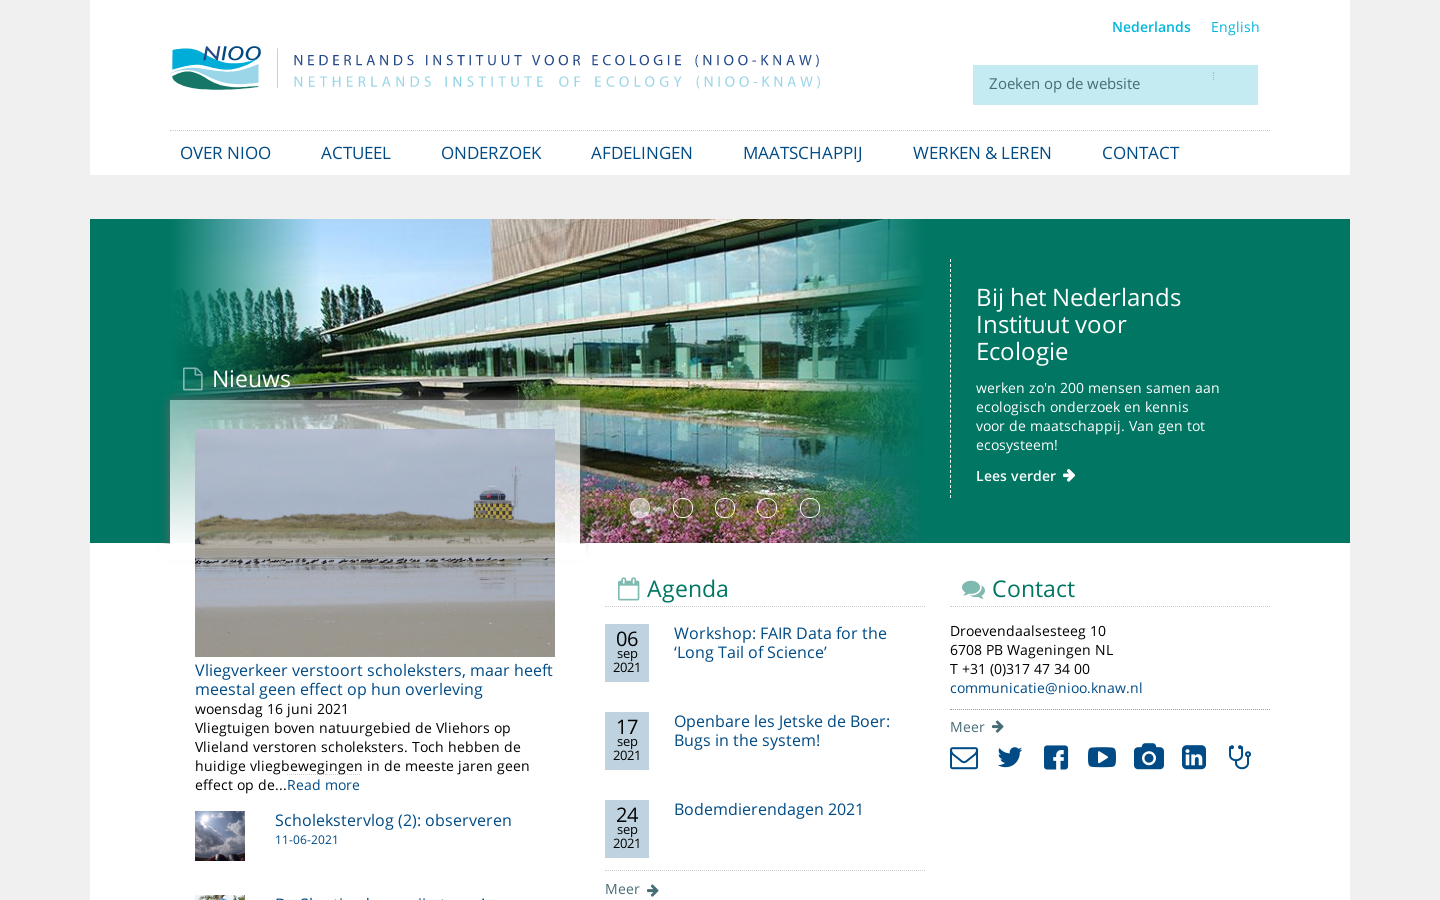 Nederlands English
NIOO
NEDERLANDS INSTITUUT VOOR ECOLOGIE (NIOO-KNAW)
NETHERLANDS INSTITUTE OF ECOLOGY (NIOO-KNAW)
Zoeken op de website
OVER NIOO ACTUEEL ONDERZOEK AFDELINGEN MAATSCHAPPIJ WERKEN & LEREN CONTACT
Bij het Nederlands
Instituut voor
Ecologie
werken zo'n 200 mensen samen aan
ecologisch onderzoek en kennis
voor de maatschappij. Van gen tot
ecosysteem!
Lees verder
Nieuws
Vliegverkeer verstoort scholeksters, maar heeft
meestal geen effect op hun overleving
woensdag 16 juni 2021
Vliegtuigen boven natuurgebied de Vliehors op
Vlieland verstoren scholeksters. Toch hebben de
huidige vliegbewegingen in de meeste jaren geen
effect op de...Read more
Scholekstervlog (2): observeren
11-06-2021
Agenda
06
sep
2021
Workshop: FAIR Data for the
‘Long Tail of Science’
17
sep
2021
Openbare les Jetske de Boer:
Bugs in the system!
24
sep
2021
Bodemdierendagen 2021
Meer
Contact
Droevendaalsesteeg 10
6708 PB Wageningen NL
T +31 (0)317 47 34 00
communicatie@nioo.knaw.nl
Meer